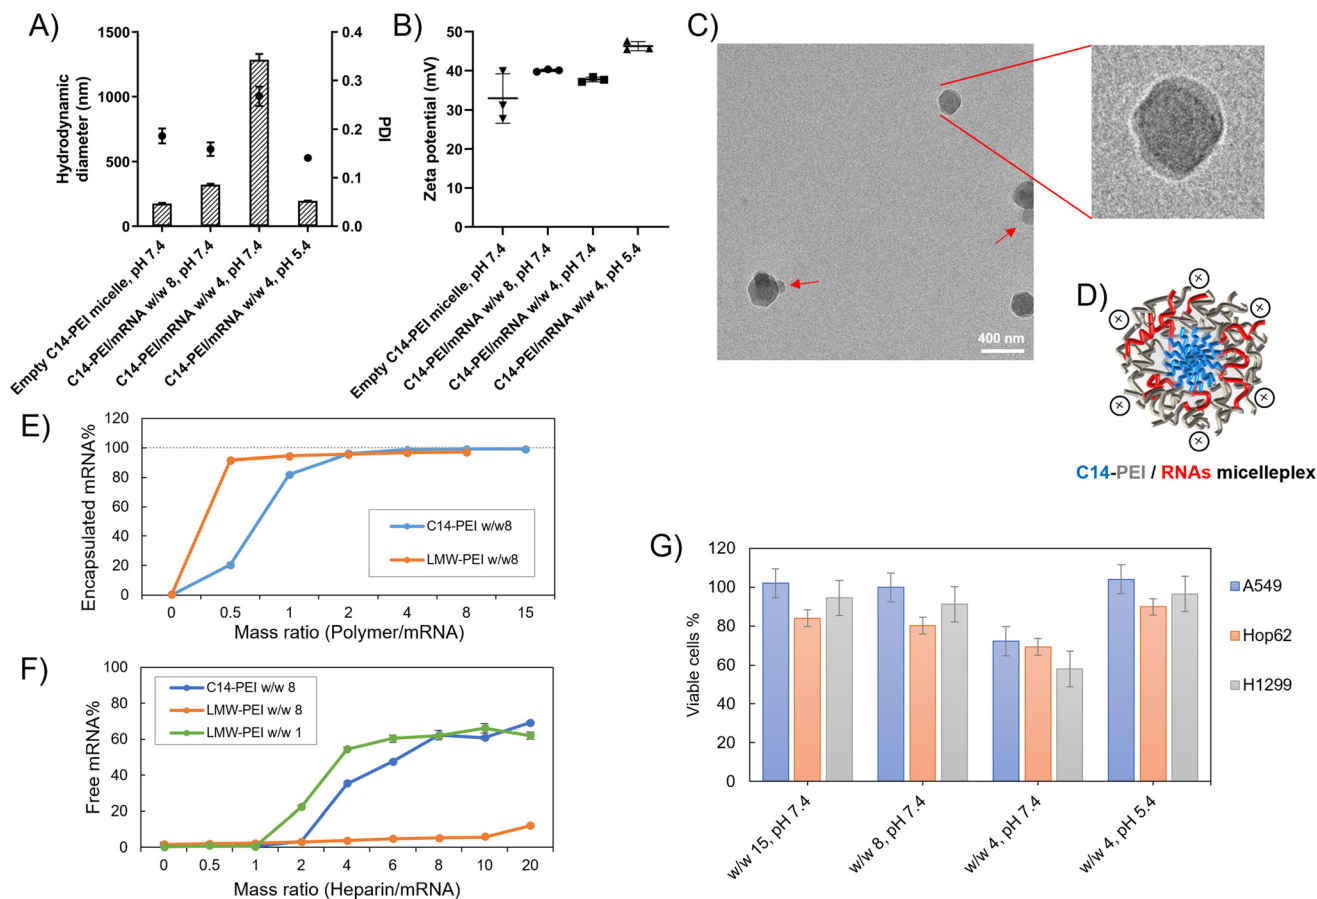 A)
1500
1000
500
0
Hydrodynamic
diameter (nm)
0.4
0.3
0.2
0.1
0.0
PDI
Empty C14-PEI micelle, pH 7.4
C14-PEI/mRNA w/w 8, pH 7.4
C14-PEI/mRNA w/w 4, pH 7.4
C14-PEI/mRNA w/w 4, pH 5.4
B)
50
40
30
20
10
0
Zeta potential (mV)
Empty C14-PEI micelle, pH 7.4
C14-PEI/mRNA w/w 8, pH 7.4
C14-PEI/mRNA w/w 4, pH 7.4
C14-PEI/mRNA w/w 4, pH 5.4
C)
400 nm
D)
+
+
+
+
+
+
C14-PEI / RNAs micelleplex
E)
120
100
80
60
40
20
0
Encapsulated mRNA%
C14-PEI w/w8
LMW-PEI w/w8
0 0.5 1 2 4 8 15
Mass ratio (Polymer/mRNA)
F)
100
80
60
40
20
0
Free mRNA%
C14-PEI w/w 8
LMW-PEI w/w 8
LMW-PEI w/w 1
0 0.5 1 2 4 6 8 10 20
Mass ratio (Heparin/mRNA)
G)
120
100
80
60
40
20
0
Viable cells %
w/w 15, pH 7.4
w/w 8, pH 7.4
w/w 4, pH 7.4
w/w 4, pH 5.4
A549
Hop62
H1299